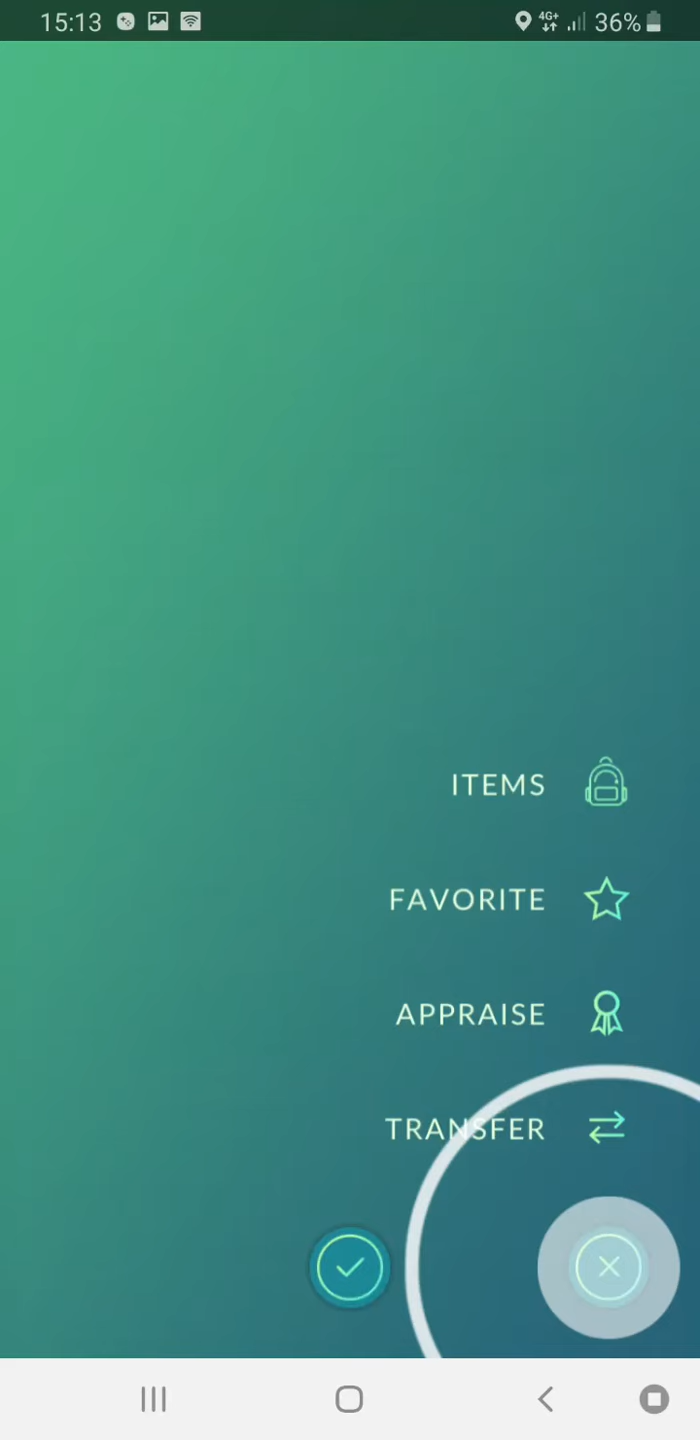 15:13
4G+ 36%
ITEMS
FAVORITE
APPRAISE
TRANSFER